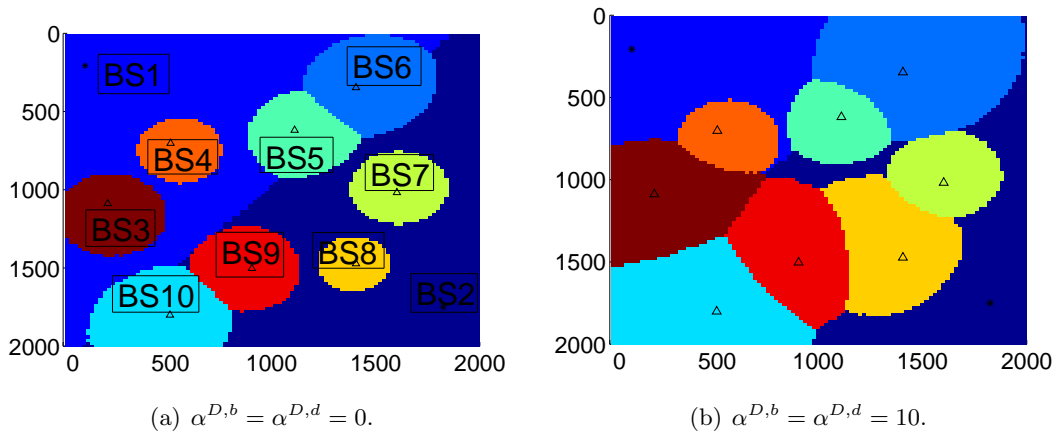 0
500
1000
1500
2000
0 500 1000 1500 2000
BS1
BS6
BS4
BS5
BS7
BS3
BS9
BS8
BS10
BS2
(a) α^{D,b} = α^{D,d} = 0.
0
500
1000
1500
2000
0 500 1000 1500 2000
(b) α^{D,b} = α^{D,d} = 10.